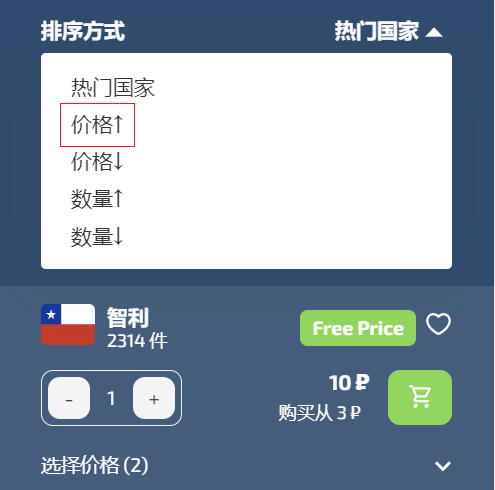 排序方式 热门国家
热门国家
价格↑
价格↓
数量↑
数量↓
智利
2314 件
Free Price
- 1 +
10 ₽
购买从 3 ₽
选择价格 (2)